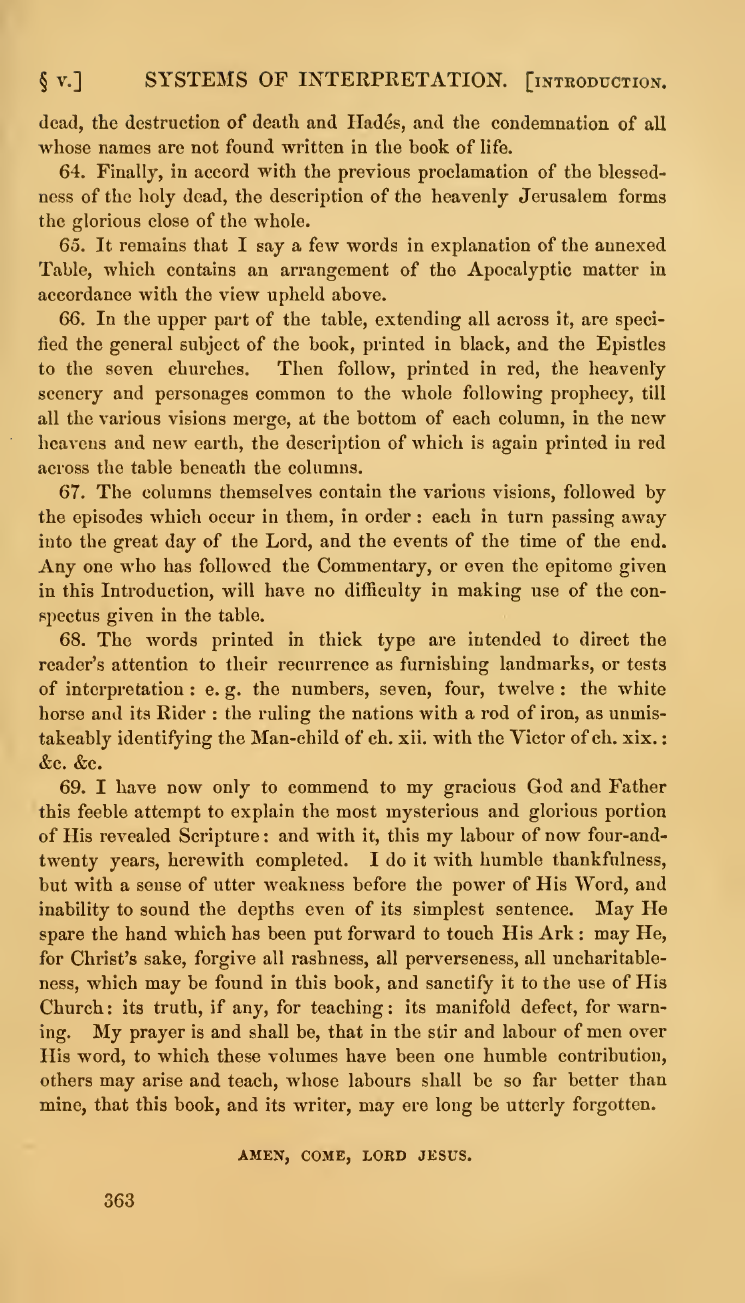 § v.] SYSTEMS OF INTERPRETATION. [INTRODUCTION.
dead, the destruction of death and Hadés, and the condemnation of all
whose names are not found written in the book of life.
64. Finally, in accord with the previous proclamation of the blessed-
ness of the holy dead, the description of the heavenly Jerusalem forms
the glorious close of the whole.
65. It remains that I say a few words in explanation of the annexed
Table, which contains an arrangement of the Apocalyptic matter in
accordance with the view upheld above.
66. In the upper part of the table, extending all across it, are speci-
fied the general subject of the book, printed in black, and the Epistles
to the seven churches. Then follow, printed in red, the heavenly
scenery and personages common to the whole following prophecy, till
all the various visions merge, at the bottom of each column, in the new
heavens and new earth, the description of which is again printed in red
across the table beneath the columns.
67. The columns themselves contain the various visions, followed by
the episodes which occur in them, in order : each in turn passing away
into the great day of the Lord, and the events of the time of the end.
Any one who has followed the Commentary, or even the epitome given
in this Introduction, will have no difficulty in making use of the con-
spectus given in the table.
68. The words printed in thick type are intended to direct the
reader's attention to their recurrence as furnishing landmarks, or tests
of interpretation : e. g. the numbers, seven, four, twelve : the white
horse and its Rider : the ruling the nations with a rod of iron, as unmis-
takeably identifying the Man-child of ch. xii. with the Victor of ch. xix. :
&c. &c.
69. I have now only to commend to my gracious God and Father
this feeble attempt to explain the most mysterious and glorious portion
of His revealed Scripture : and with it, this my labour of now four-and-
twenty years, herewith completed. I do it with humble thankfulness,
but with a sense of utter weakness before the power of His Word, and
inability to sound the depths even of its simplest sentence. May He
spare the hand which has been put forward to touch His Ark : may He,
for Christ's sake, forgive all rashness, all perverseness, all uncharitable-
ness, which may be found in this book, and sanctify it to the use of His
Church : its truth, if any, for teaching : its manifold defect, for warn-
ing. My prayer is and shall be, that in the stir and labour of men over
His word, to which these volumes have been one humble contribution,
others may arise and teach, whose labours shall be so far better than
mine, that this book, and its writer, may ere long be utterly forgotten.
AMEN, COME, LORD JESUS.
363